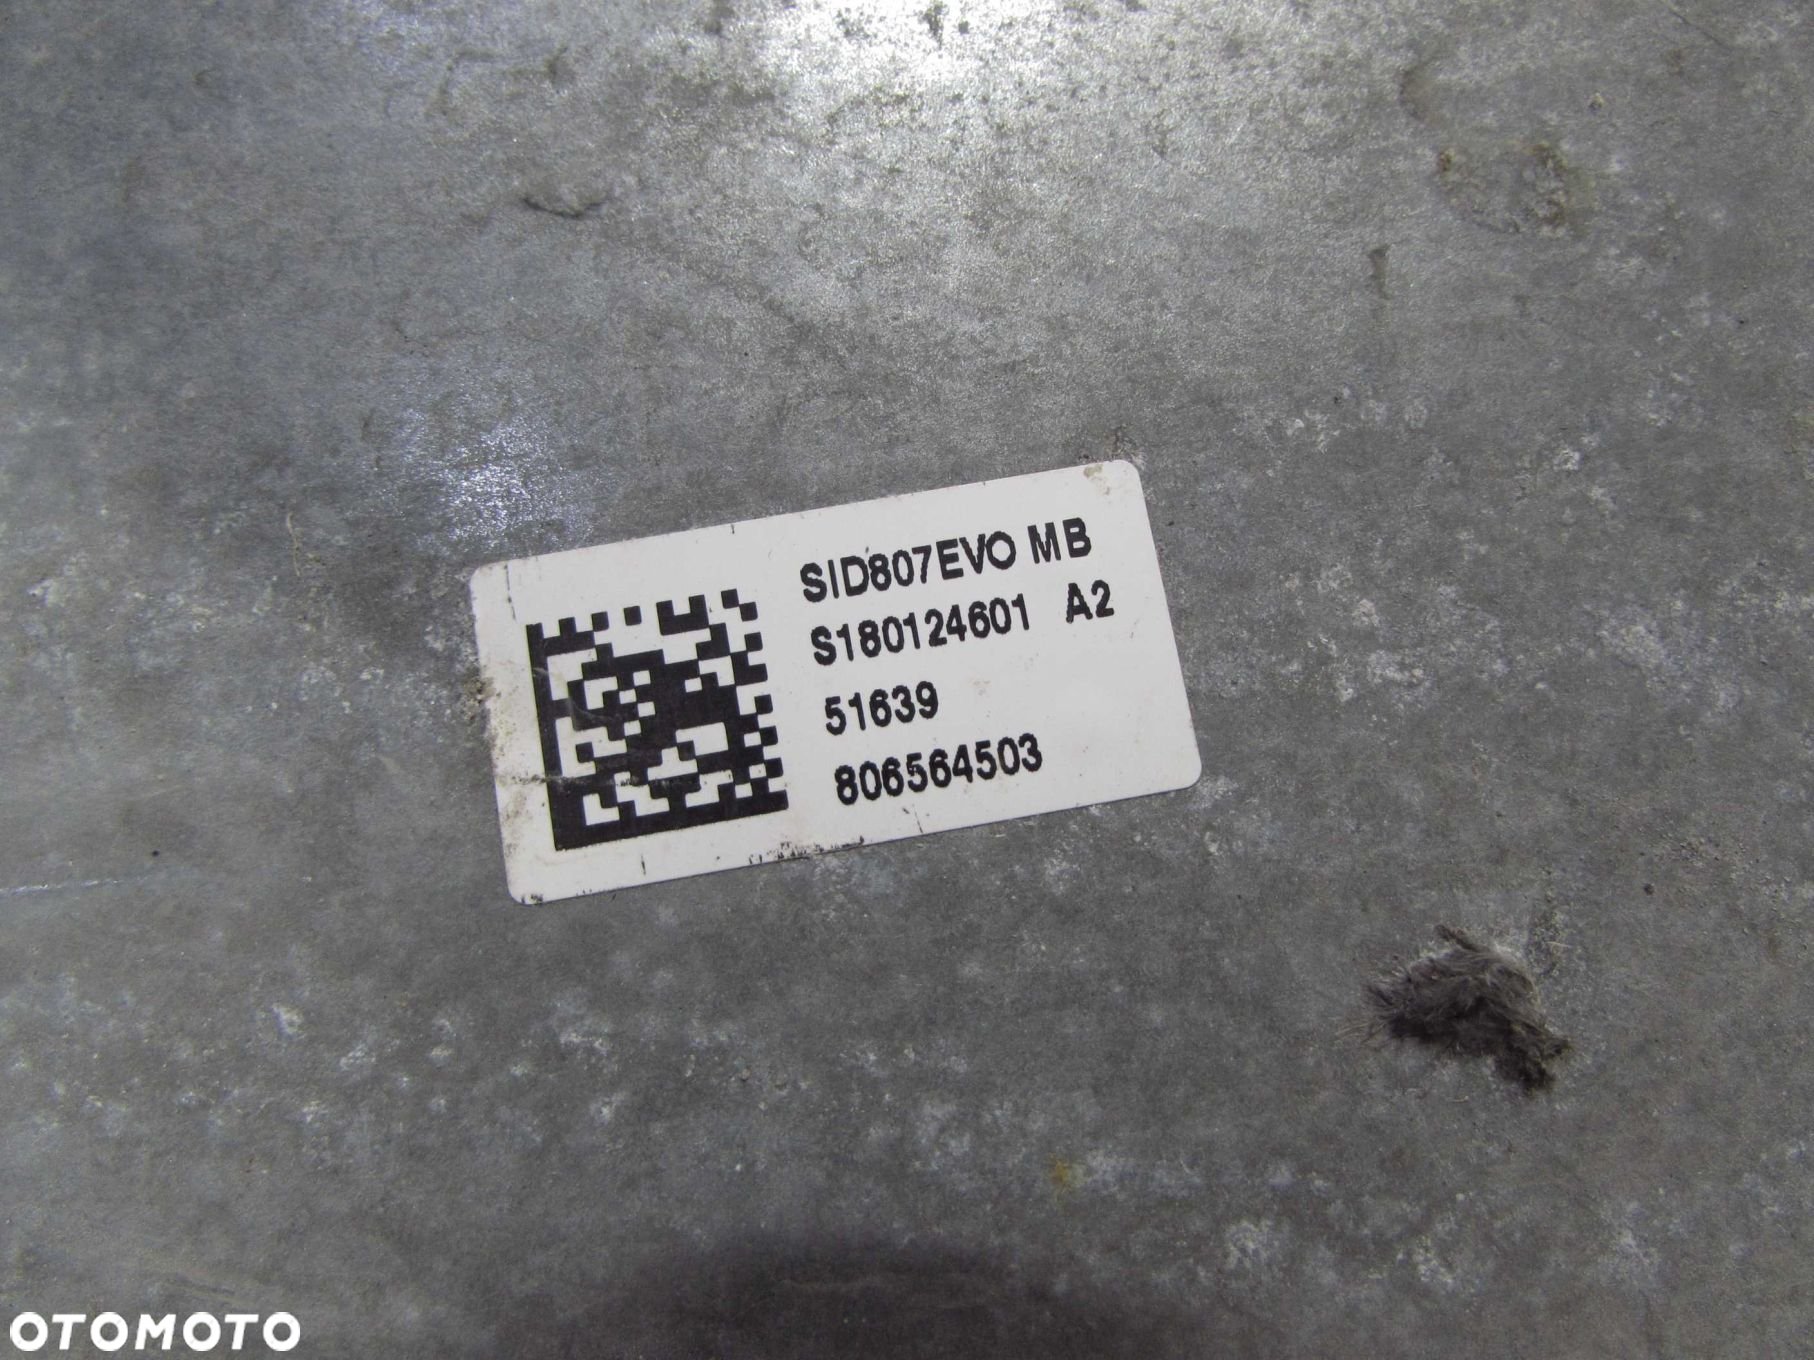 SID807EVO MB
S180124601 A2
51639
806564503
OTOMOTO